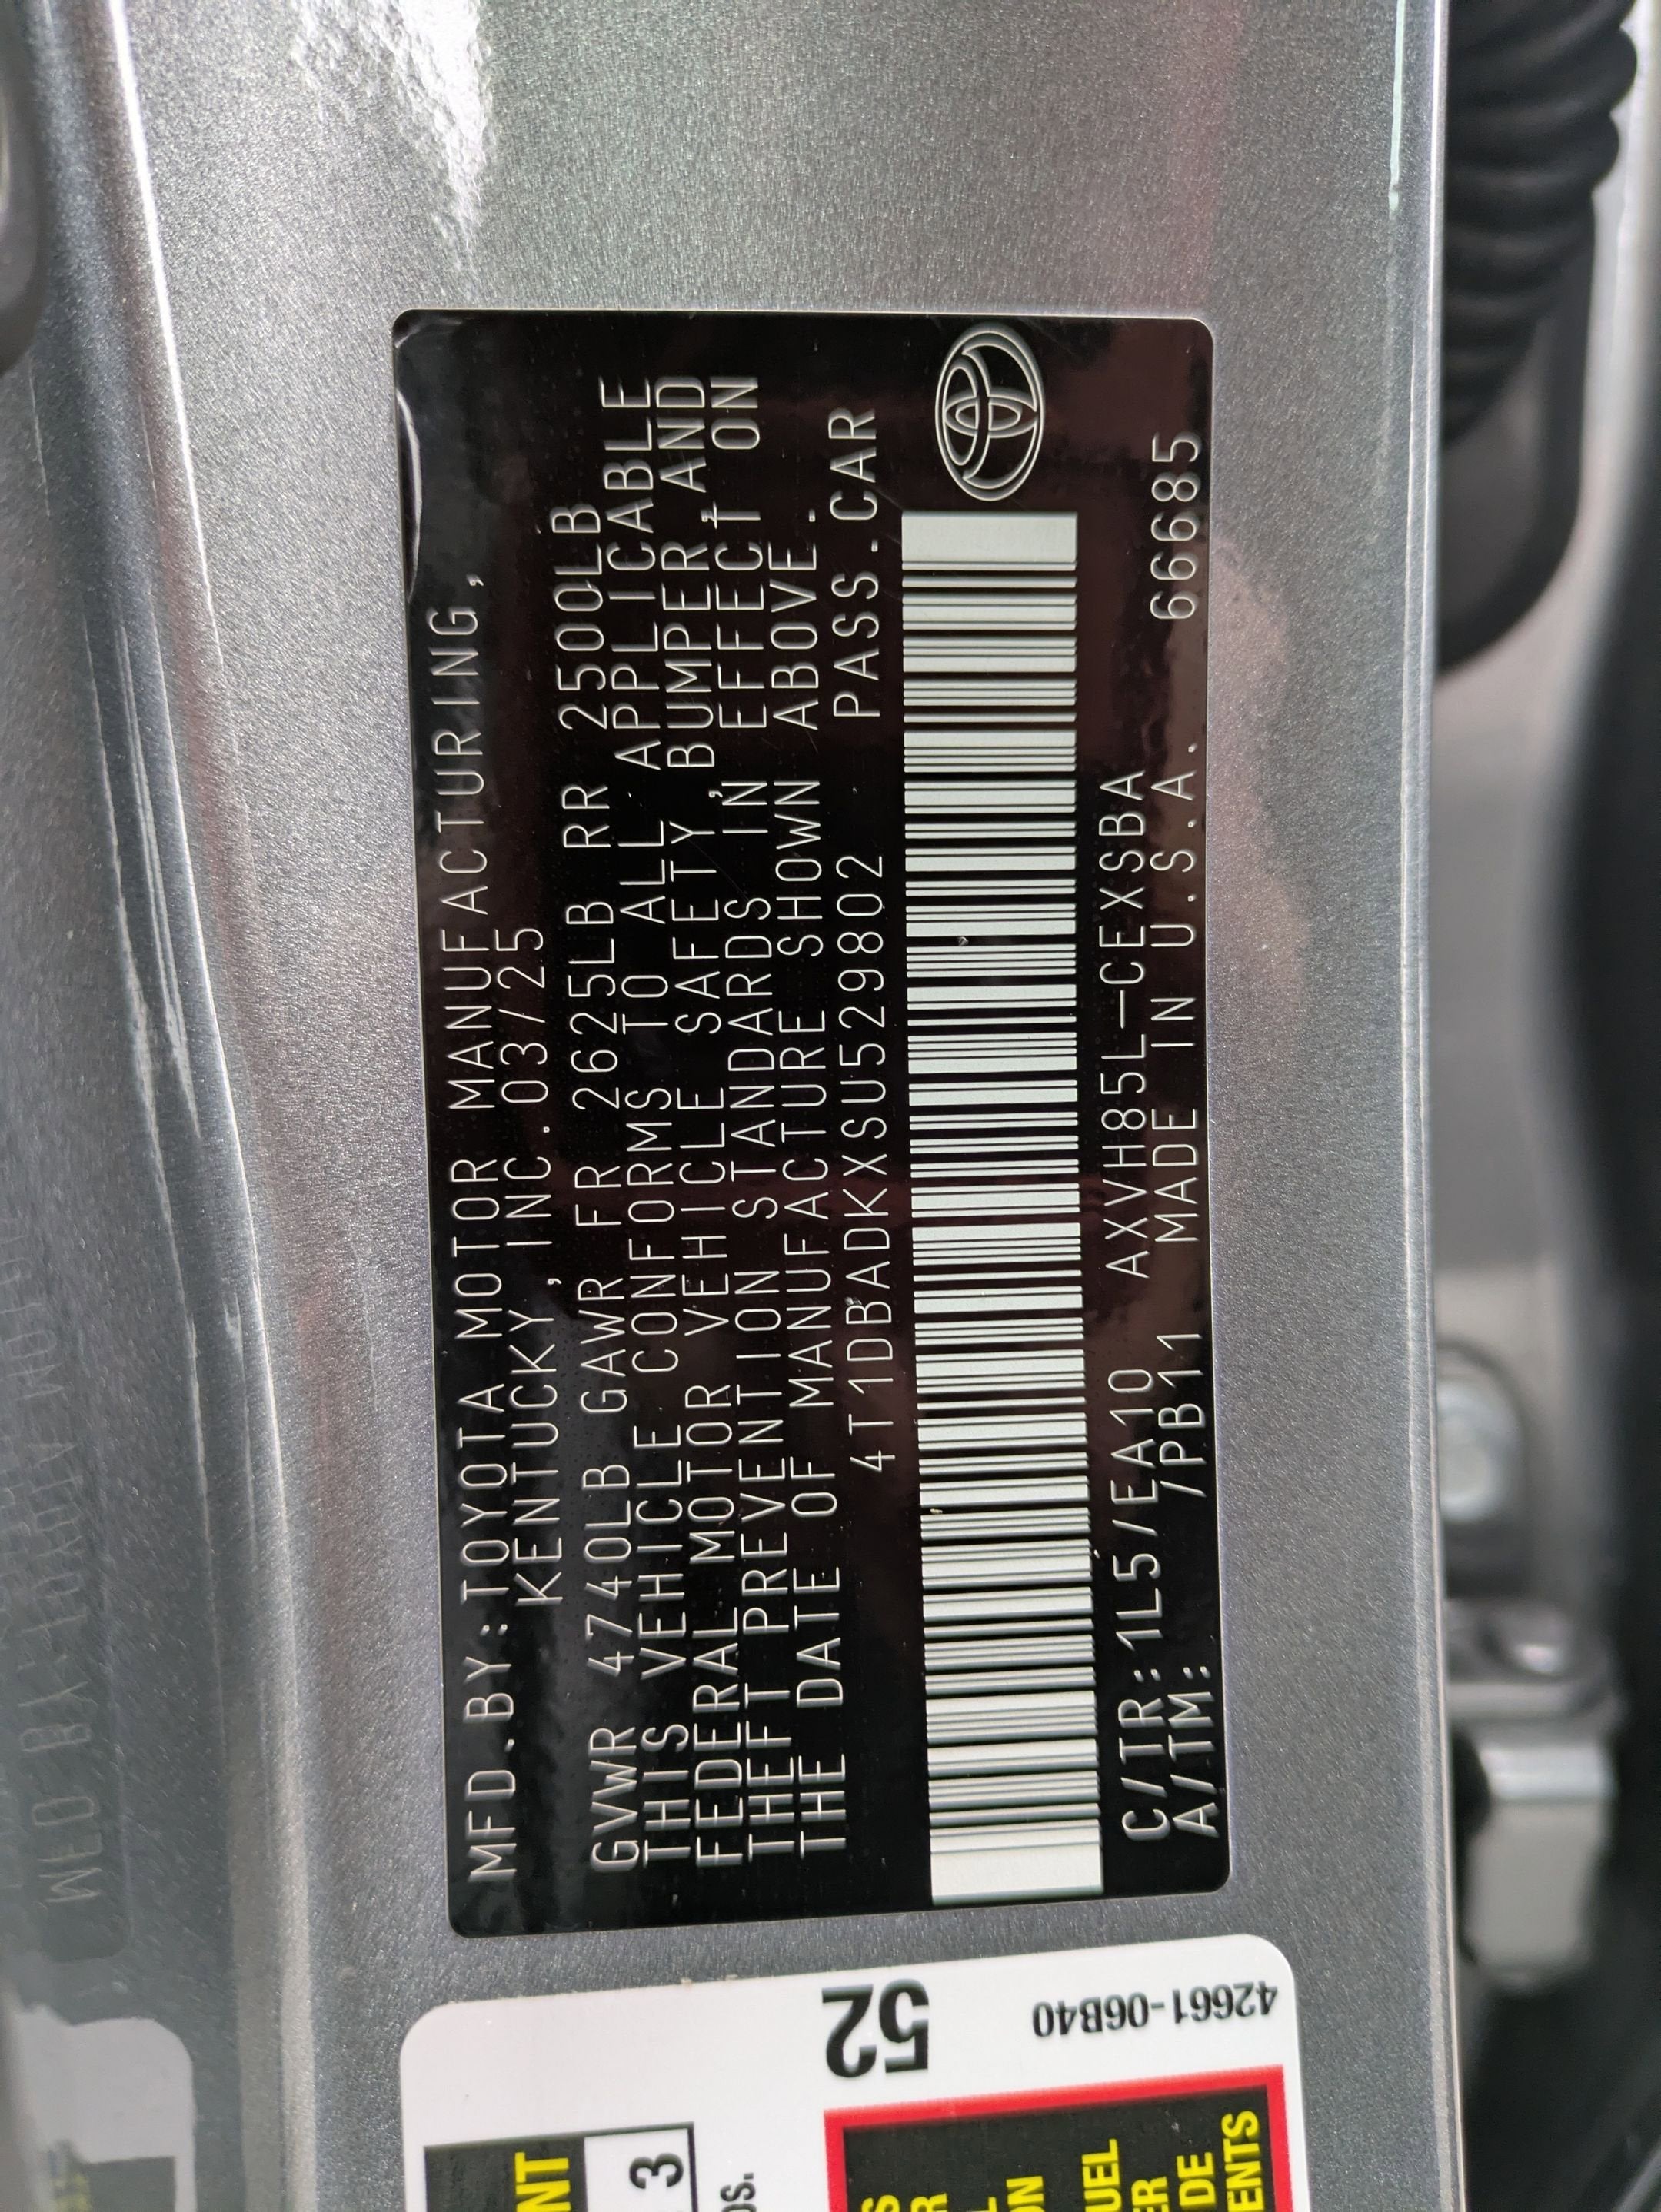 MFD.BY:TOYOTA MOTOR MANUFACTURING,
KENTUCKY, INC. 03/25
GVWR 4740LB GAWR FR 2625LB RR 2500LB
THIS VEHICLE CONFORMS TO ALL APPLICABLE
FEDERAL MOTOR VEHICLE SAFETY, BUMPER, AND
THEFT PREVENTION STANDARDS IN EFFECT ON
THE DATE OF MANUFACTURE SHOWN ABOVE.
4T1DBADKXSU529802 PASS.CAR
C/TR:1L5/EA10 AXVH85L-CEXSBA
A/TM: /PB11 MADE IN U.S.A. 66685
52
42661-06B40
3
DE